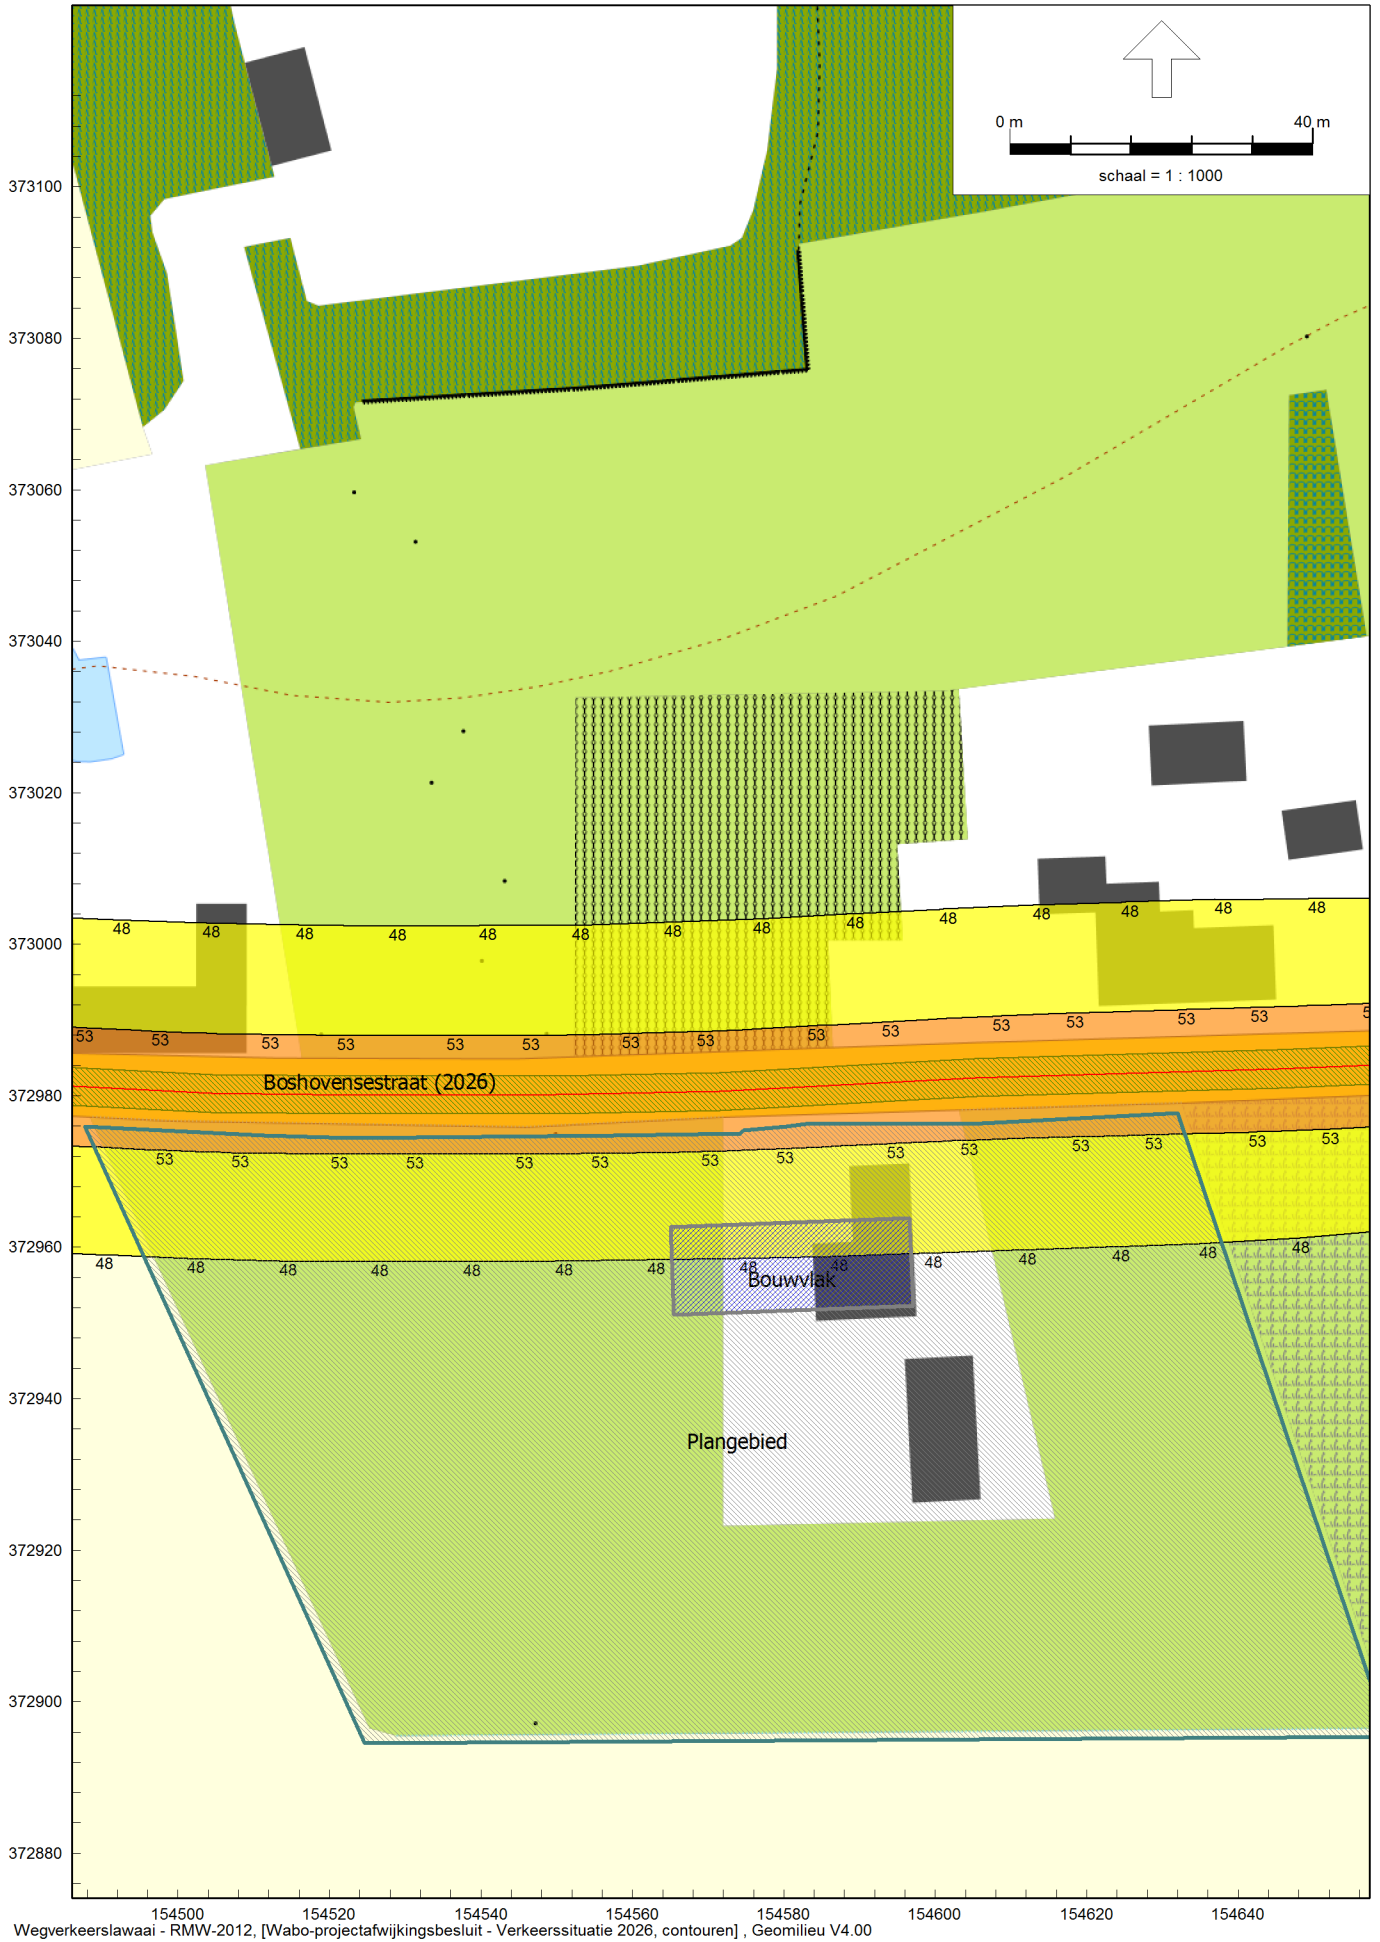 0 m 40 m
schaal = 1 : 1000
373100
373080
373060
373040
373020
48 48 48 48
48 48 48 48 48 48 48 48 48 48
373000
53 53 53 53 5
53 53 53 53 53 53 53 53 53 53
Boshovensestraat (2026)
372980
53 53 53 53 53 53
53 53 53 53 53 53 53 53
372960
48 48 48 48 48
48 48 48 48 48 48 48 48 48
Bouwvlak
372940
Plangebied
372920
372900
372880
154500 154520 154540 154560 154580 154600 154620 154640
Wegverkeerslawaai - RMW-2012, [Wabo-projectafwijkingsbesluit - Verkeerssituatie 2026, contouren] , Geomilieu V4.00